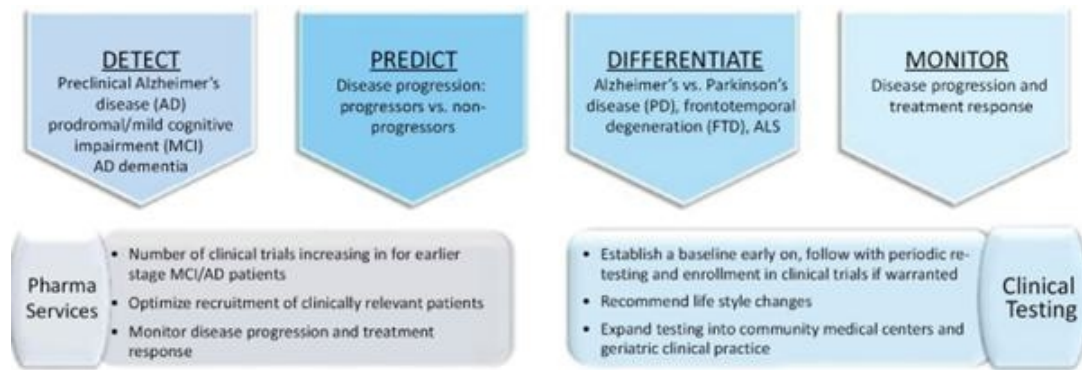 DETECT
Preclinical Alzheimer's
disease (AD)
prodromal/mild cognitive
impairment (MCI)
AD dementia
PREDICT
Disease progression:
progressors vs. non-
progressors
DIFFERENTIATE
Alzheimer's vs. Parkinson's
disease (PD), frontotemporal
degeneration (FTD), ALS
MONITOR
Disease progression and
treatment response
Pharma
Services
• Number of clinical trials increasing in for earlier
stage MCI/AD patients
• Optimize recruitment of clinically relevant patients
• Monitor disease progression and treatment
response
• Establish a baseline early on, follow with periodic re-
testing and enrollment in clinical trials if warranted
• Recommend life style changes
• Expand testing into community medical centers and
geriatric clinical practice
Clinical
Testing